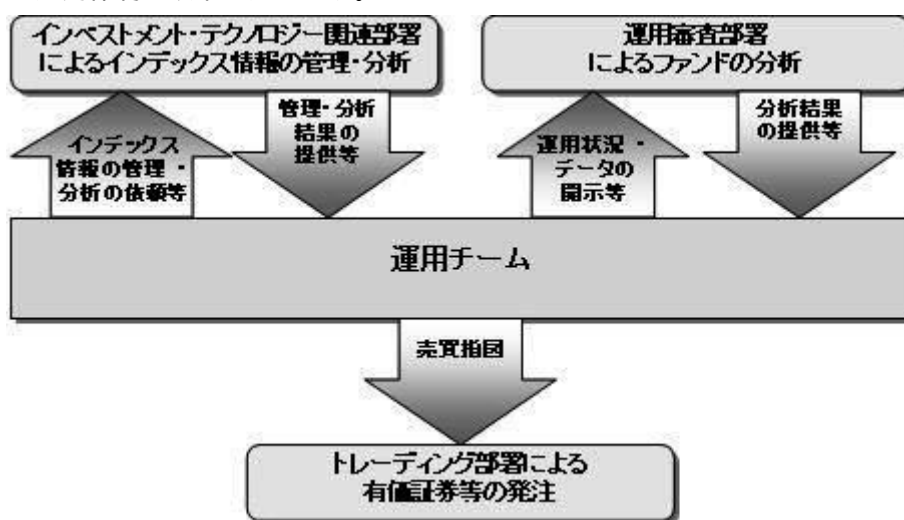 インベストメント・テクノロジー関連部署
によるインデックス情報の管理・分析
運用審査部署
によるファンドの分析
インデックス
情報の管理・
分析の依頼等
管理・分析
結果の
提供等
運用状況・
データの
開示等
分析結果
の提供等
運用チーム
売買指図
トレーディング部署による
有価証券等の発注